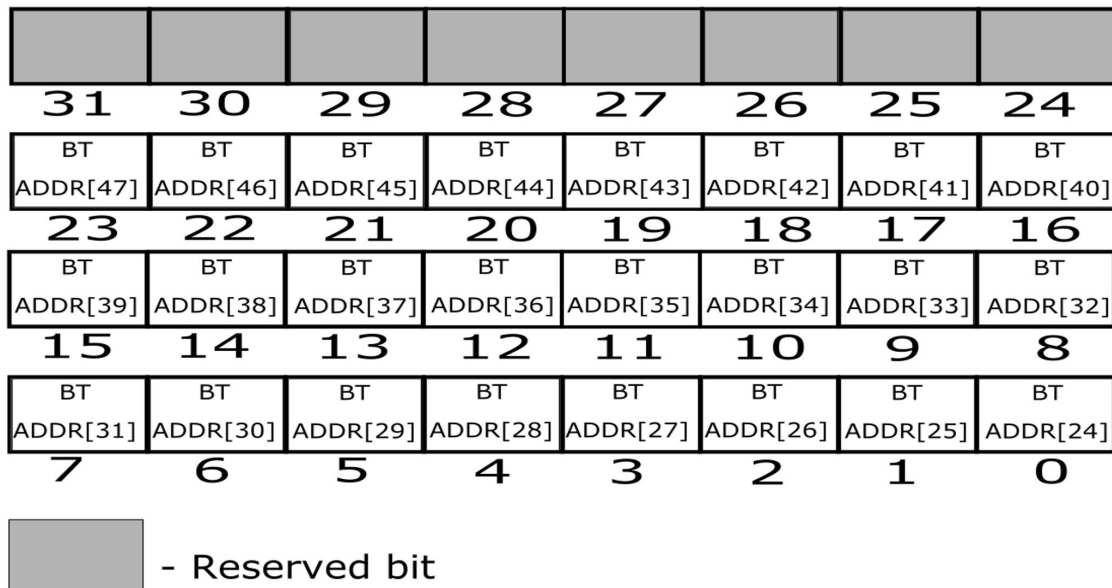 31 30 29 28 27 26 25 24
BT BT BT BT BT BT BT BT
ADDR[47] ADDR[46] ADDR[45] ADDR[44] ADDR[43] ADDR[42] ADDR[41] ADDR[40]
23 22 21 20 19 18 17 16
BT BT BT BT BT BT BT BT
ADDR[39] ADDR[38] ADDR[37] ADDR[36] ADDR[35] ADDR[34] ADDR[33] ADDR[32]
15 14 13 12 11 10 9 8
BT BT BT BT BT BT BT BT
ADDR[31] ADDR[30] ADDR[29] ADDR[28] ADDR[27] ADDR[26] ADDR[25] ADDR[24]
7 6 5 4 3 2 1 0
- Reserved bit